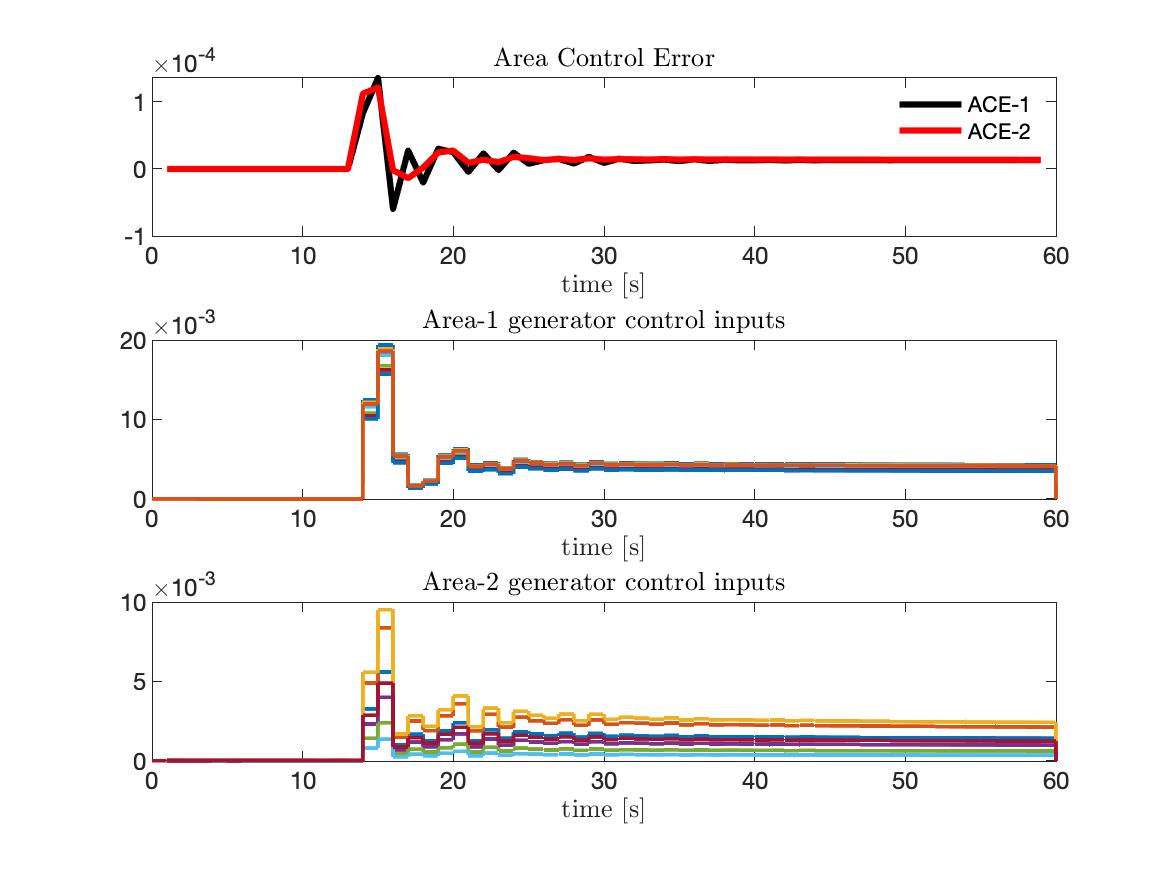 ×10-4
Area Control Error
1
0
-1
ACE-1
ACE-2
0 10 20 30 40 50 60
time [s]
×10-3
Area-1 generator control inputs
20
10
0
0 10 20 30 40 50 60
time [s]
×10-3
Area-2 generator control inputs
10
5
0
0 10 20 30 40 50 60
time [s]